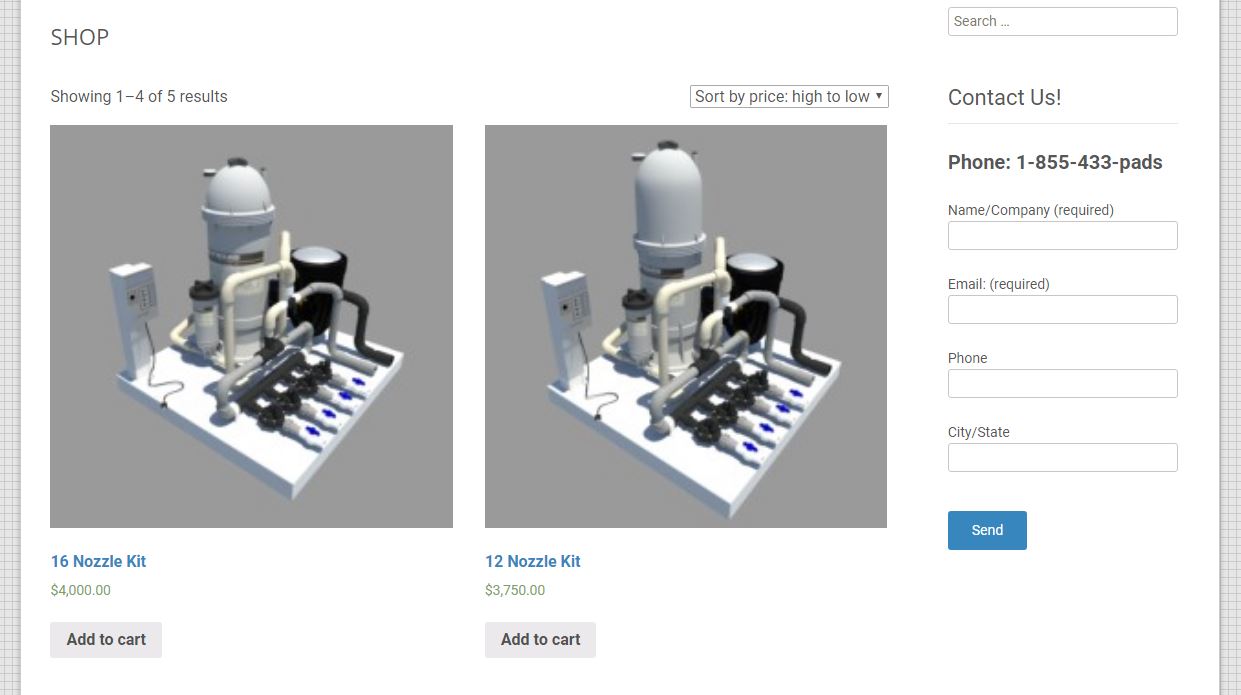 SHOP
Showing 1–4 of 5 results
Sort by price: high to low
16 Nozzle Kit
$4,000.00
Add to cart
12 Nozzle Kit
$3,750.00
Add to cart
Search …
Contact Us!
Phone: 1-855-433-pads
Name/Company (required)
Email: (required)
Phone
City/State
Send